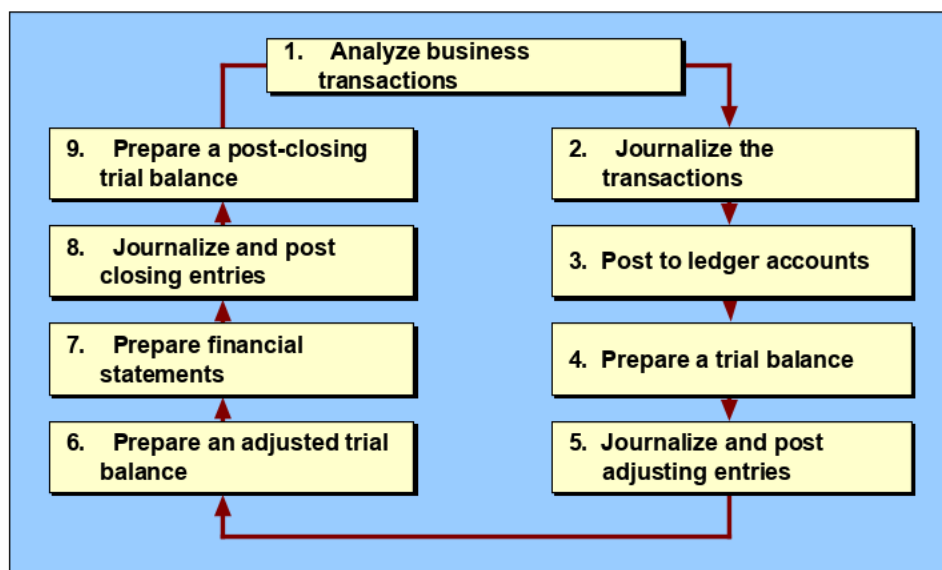 1. Analyze business
transactions
2. Journalize the
transactions
3. Post to ledger accounts
4. Prepare a trial balance
5. Journalize and post
adjusting entries
6. Prepare an adjusted trial
balance
7. Prepare financial
statements
8. Journalize and post
closing entries
9. Prepare a post-closing
trial balance